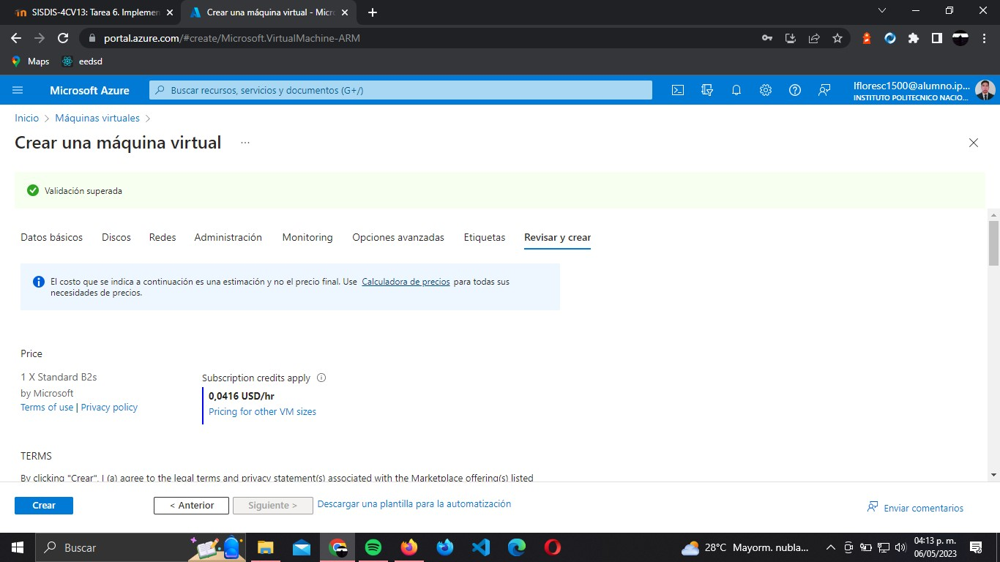 SISDIS-4CV13: Tarea 6. Implemen
Crear una máquina virtual - Micro
portal.azure.com/#create/Microsoft.VirtualMachine-ARM
Maps
eedsd
Microsoft Azure
Buscar recursos, servicios y documentos (G+/)
lfloresc1500@alumno.ip...
INSTITUTO POLITECNICO NACIO...
Inicio > Máquinas virtuales >
Crear una máquina virtual ...
Validación superada
Datos básicos Discos Redes Administración Monitoring Opciones avanzadas Etiquetas Revisar y crear
El costo que se indica a continuación es una estimación y no el precio final. Use Calculadora de precios para todas sus
necesidades de precios.
Price
1 X Standard B2s
by Microsoft
Terms of use | Privacy policy
Subscription credits apply
0,0416 USD/hr
Pricing for other VM sizes
TERMS
By clicking "Crear", I (a) agree to the legal terms and privacy statement(s) associated with the Marketplace offering(s) listed
Crear
< Anterior
Siguiente >
Descargar una plantilla para la automatización
Enviar comentarios
Buscar
28°C Mayorm. nubla...
04:13 p. m.
06/05/2023